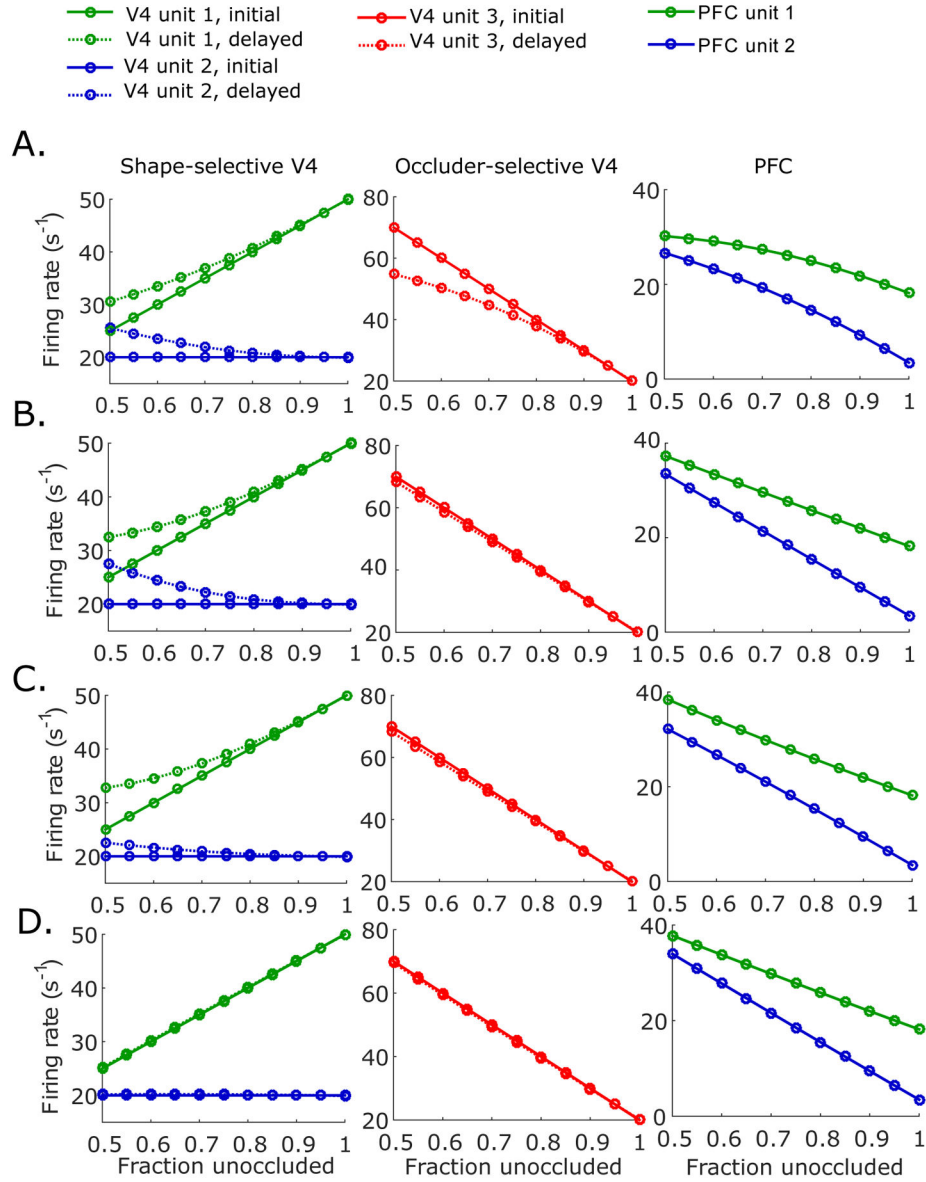 V4 unit 1, initial
V4 unit 1, delayed
V4 unit 2, initial
V4 unit 2, delayed
V4 unit 3, initial
V4 unit 3, delayed
PFC unit 1
PFC unit 2
A.
Shape-selective V4
Occluder-selective V4
PFC
Firing rate (s⁻¹)
50
40
30
20
0.5 0.6 0.7 0.8 0.9 1
80
60
40
20
0.5 0.6 0.7 0.8 0.9 1
40
20
0
0.5 0.6 0.7 0.8 0.9 1
B.
Firing rate (s⁻¹)
50
40
30
20
0.5 0.6 0.7 0.8 0.9 1
80
60
40
20
0.5 0.6 0.7 0.8 0.9 1
40
20
0
0.5 0.6 0.7 0.8 0.9 1
C.
Firing rate (s⁻¹)
50
40
30
20
0.5 0.6 0.7 0.8 0.9 1
80
60
40
20
0.5 0.6 0.7 0.8 0.9 1
40
20
0
0.5 0.6 0.7 0.8 0.9 1
D.
Firing rate (s⁻¹)
50
40
30
20
0.5 0.6 0.7 0.8 0.9 1
Fraction unoccluded
80
60
40
20
0.5 0.6 0.7 0.8 0.9 1
Fraction unoccluded
40
20
0
0.5 0.6 0.7 0.8 0.9 1
Fraction unoccluded